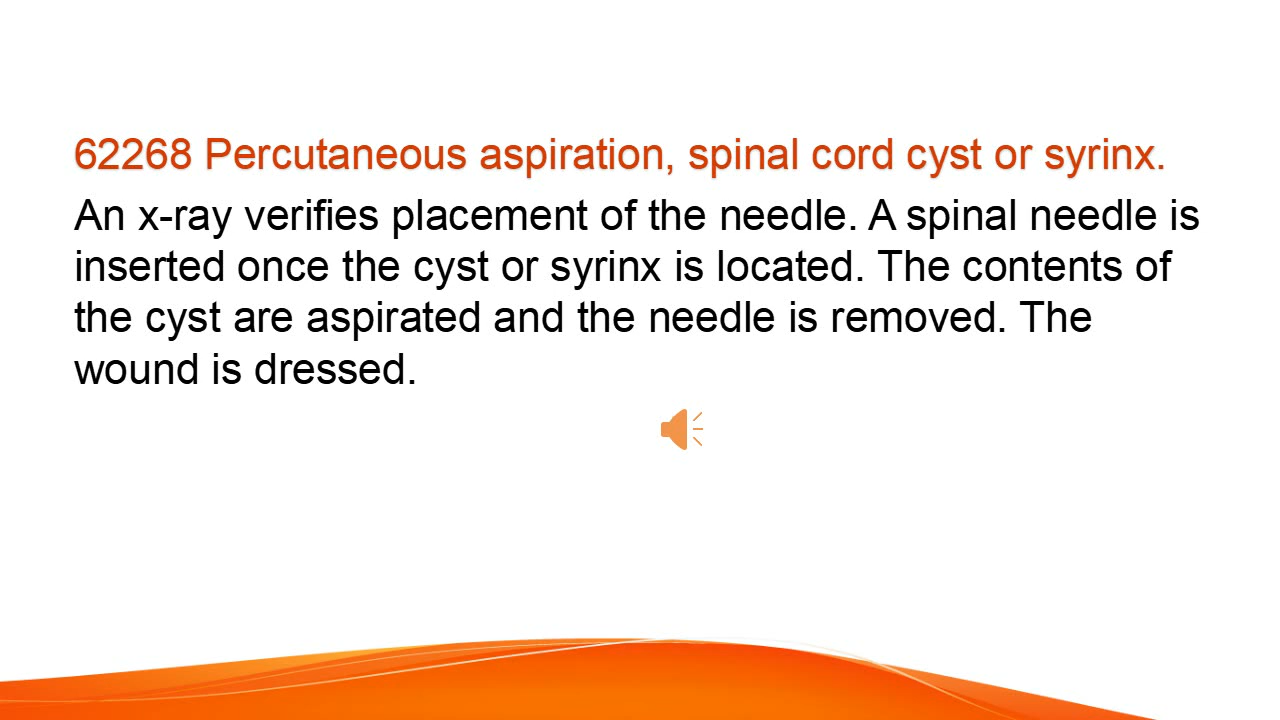 62268 Percutaneous aspiration, spinal cord cyst or syrinx.
An x-ray verifies placement of the needle. A spinal needle is
inserted once the cyst or syrinx is located. The contents of
the cyst are aspirated and the needle is removed. The
wound is dressed.